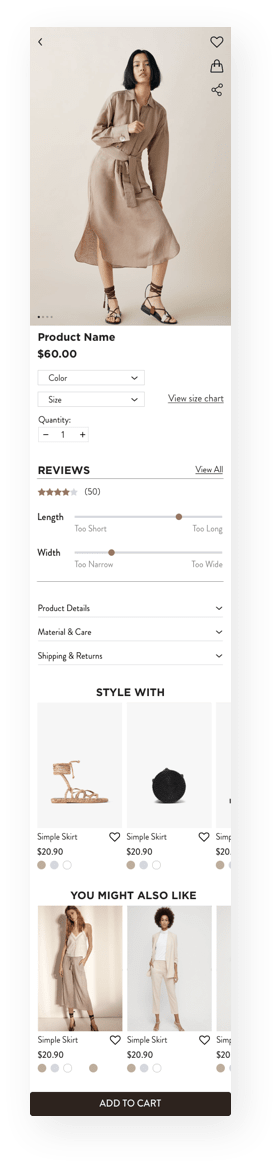 Product Name
$60.00
Color
Size
View size chart
Quantity:
− 1 +
REVIEWS
View All
(50)
Length
Too Short
Too Long
Width
Too Narrow
Too Wide
Product Details
Material & Care
Shipping & Returns
STYLE WITH
Simple Skirt
Simple Skirt
Simp
$20.90
$20.90
$20.
YOU MIGHT ALSO LIKE
Simple Skirt
Simple Skirt
Simp
$20.90
$20.90
$20.
ADD TO CART